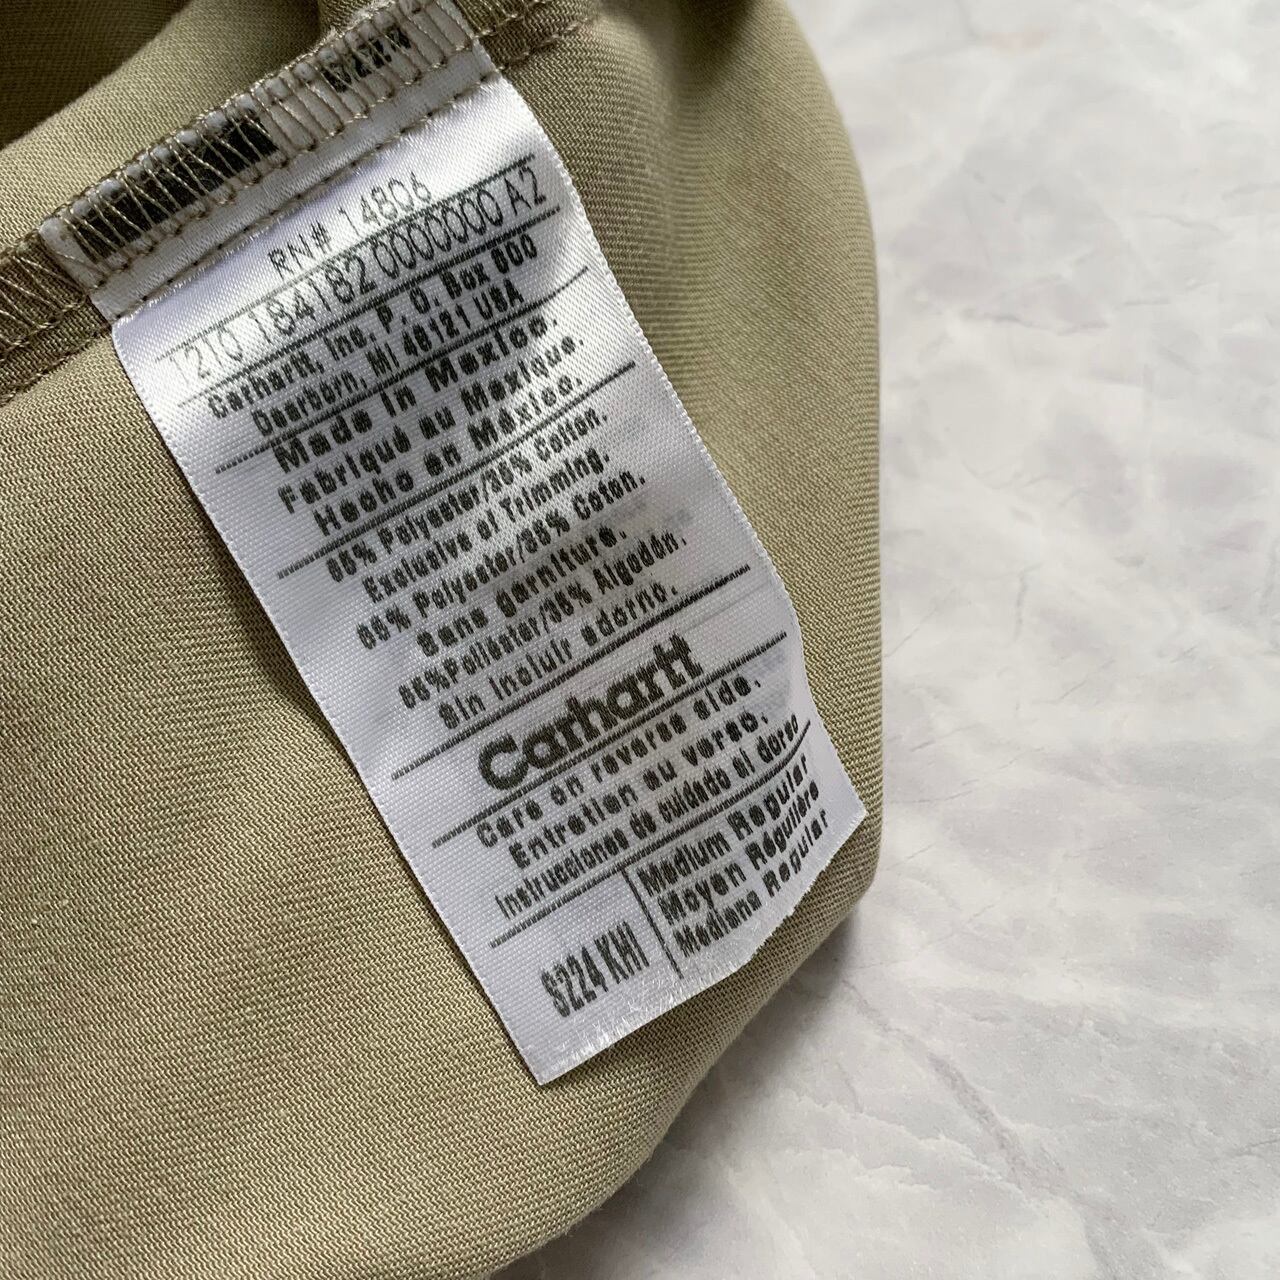 RN# 14806
1210 184182 0000000 A2
Carhartt, Inc. P. O. Box 600
Dearborn, MI 48121 USA
Made in Mexico.
Fabriqué au Mexique.
Hecho en México.
65% Polyester/35% Cotton.
Exclusive of Trimming.
65% Polyester/35% Coton.
Sans garniture.
65%Poliéster/35% Algodón.
Sin incluir adorno.
Carhartt
Care on reverse side.
Entretien au verso.
Instrucciones de cuidado al dorso
S224 KHI
Medium Regular
Moyen Régulière
Mediano Regular